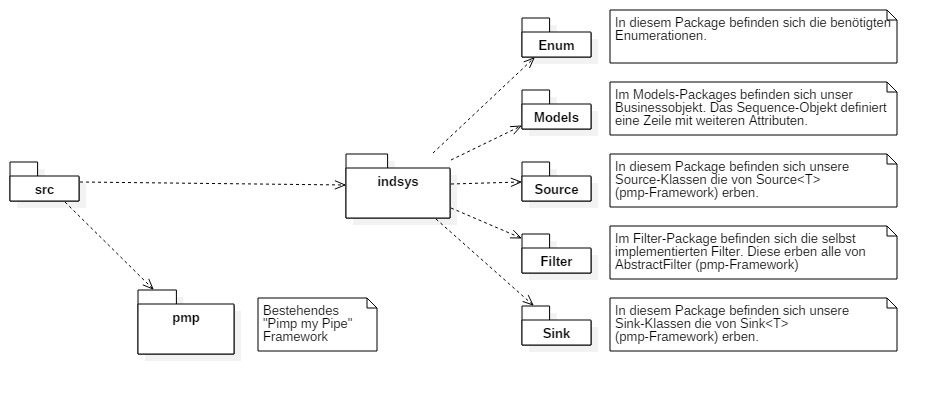 Enum
In diesem Package befinden sich die benötigten
Enumerationen.
Models
Im Models-Packages befinden sich unser
Businessobjekt. Das Sequence-Objekt definiert
eine Zeile mit weiteren Attributen.
src
indsys
Source
In diesem Package befinden sich unsere
Source-Klassen die von Source<T>
(pmp-Framework) erben.
Filter
Im Filter-Package befinden sich die selbst
implementierten Filter. Diese erben alle von
AbstractFilter (pmp-Framework)
pmp
Bestehendes
"Pimp my Pipe"
Framework
Sink
In diesem Package befinden sich unsere
Sink-Klassen die von Sink<T>
(pmp-Framework) erben.